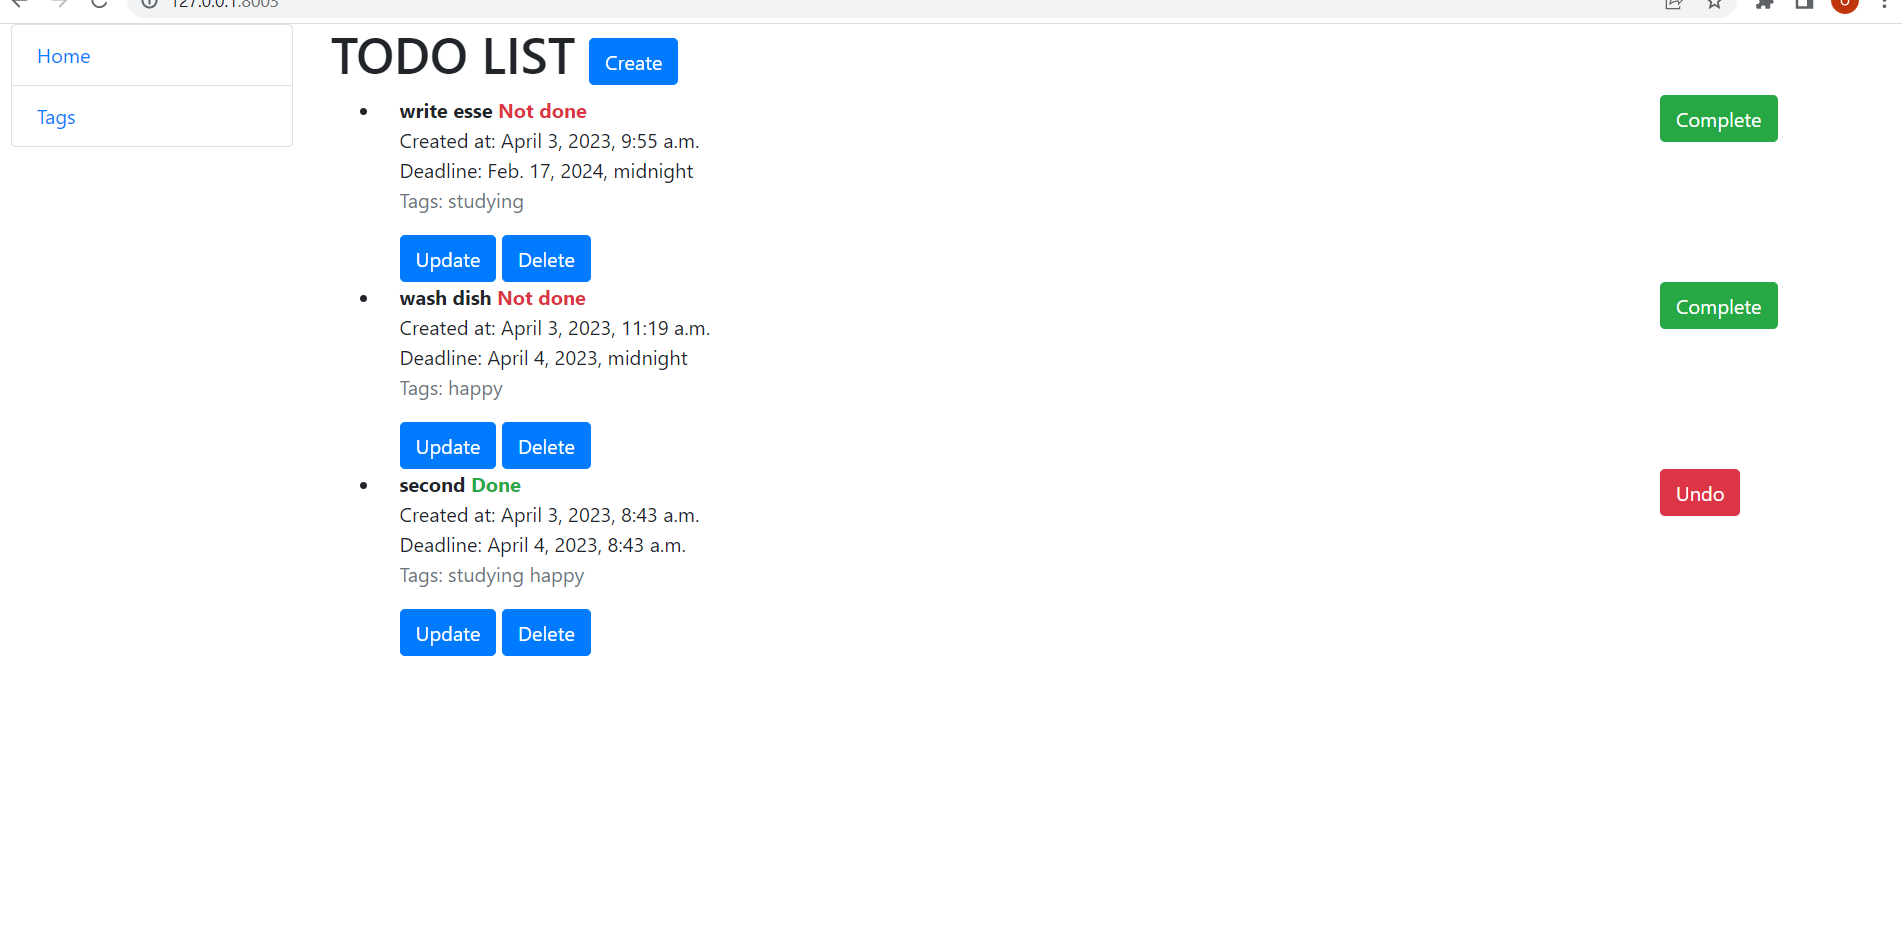 127.0.0.1:8003
Home
Tags
TODO LIST Create
write esse Not done
Complete
Created at: April 3, 2023, 9:55 a.m.
Deadline: Feb. 17, 2024, midnight
Tags: studying
Update Delete
wash dish Not done
Complete
Created at: April 3, 2023, 11:19 a.m.
Deadline: April 4, 2023, midnight
Tags: happy
Update Delete
second Done
Undo
Created at: April 3, 2023, 8:43 a.m.
Deadline: April 4, 2023, 8:43 a.m.
Tags: studying happy
Update Delete